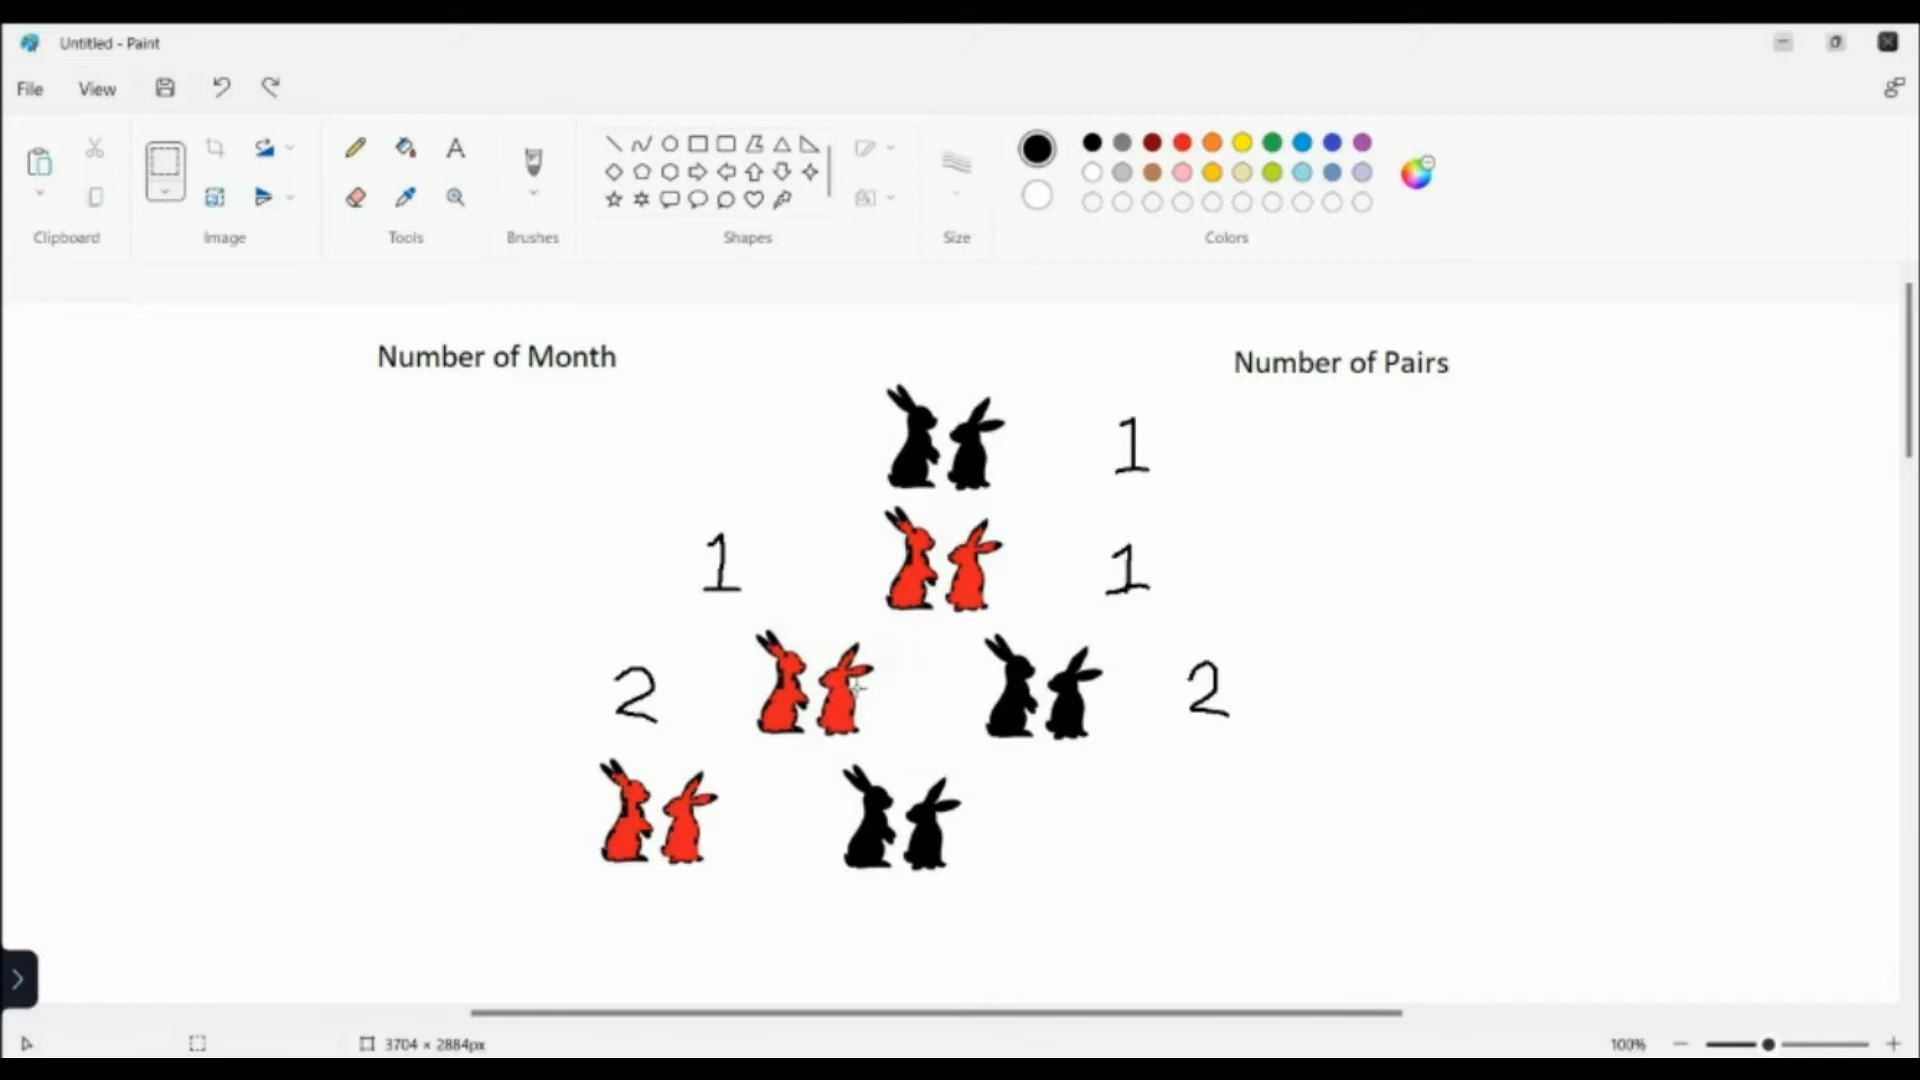 Untitled - Paint
File View
Clipboard Image Tools Brushes Shapes Size Colors
Number of Month Number of Pairs
1
1 1
2 2
3704 × 2884px 100%